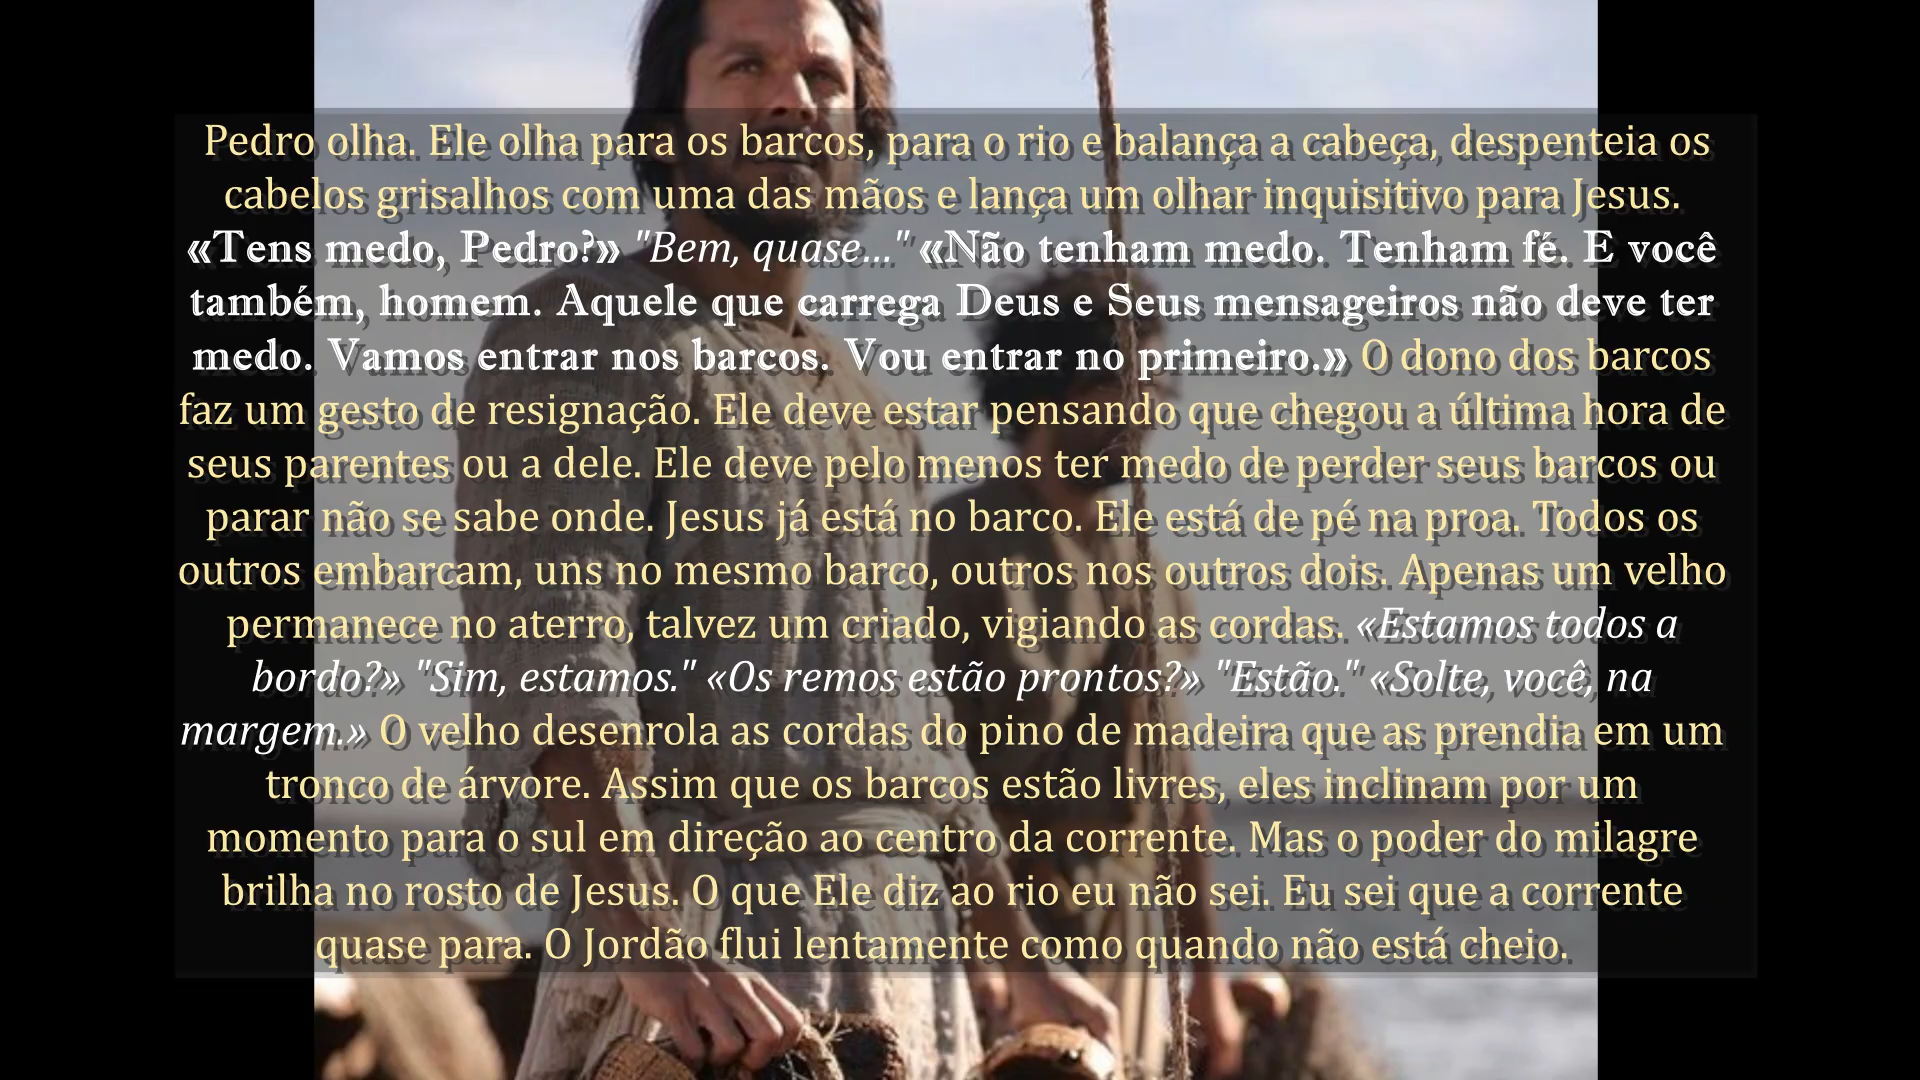 Pedro olha. Ele olha para os barcos, para o rio e balança a cabeça, despenteia os
cabelos grisalhos com uma das mãos e lança um olhar inquisitivo para Jesus.
«Tens medo, Pedro?» "Bem, quase..." «Não tenham medo. Tenham fé. E você
também, homem. Aquele que carrega Deus e Seus mensageiros não deve ter
medo. Vamos entrar nos barcos. Vou entrar no primeiro.» O dono dos barcos
faz um gesto de resignação. Ele deve estar pensando que chegou a última hora de
seus parentes ou a dele. Ele deve pelo menos ter medo de perder seus barcos ou
parar não se sabe onde. Jesus já está no barco. Ele está de pé na proa. Todos os
outros embarcam, uns no mesmo barco, outros nos outros dois. Apenas um velho
permanece no aterro, talvez um criado, vigiando as cordas. «Estamos todos a
bordo?» "Sim, estamos." «Os remos estão prontos?» "Estão." «Solte, você, na
margem.» O velho desenrola as cordas do pino de madeira que as prendia em um
tronco de árvore. Assim que os barcos estão livres, eles inclinam por um
momento para o sul em direção ao centro da corrente. Mas o poder do milagre
brilha no rosto de Jesus. O que Ele diz ao rio eu não sei. Eu sei que a corrente
quase para. O Jordão flui lentamente como quando não está cheio.